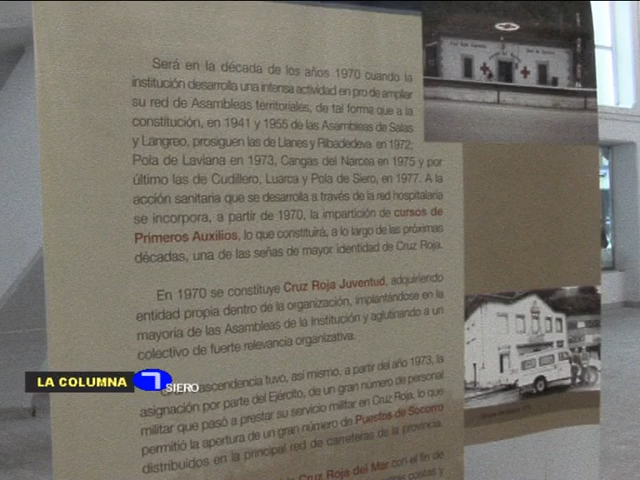 Será en la década de los años 1970 cuando la
institución desarrolla una intensa actividad en pro de ampliar
su red de Asambleas territoriales, de tal forma que a la
constitución, en 1941 y 1955 de las Asambleas de Salas
y Langreo, prosiguen las de Llanes y Ribadedeva en 1972;
Pola de Laviana en 1973, Cangas del Narcea en 1975 y por
último las de Cudillero, Luarca y Pola de Siero, en 1977. A la
acción sanitaria que se desarrolla a través de la red hospitalaria
se incorpora, a partir de 1970, la impartición de cursos de
Primeros Auxilios, lo que constituirá, a lo largo de las próximas
décadas, una de las señas de mayor identidad de Cruz Roja.
En 1970 se constituye Cruz Roja Juventud, adquiriendo
entidad propia dentro de la organización, implantándose en la
mayoría de las Asambleas de la Institución y aglutinando a un
colectivo de fuerte relevancia organizativa.
LA COLUMNA 7 SIERO
ascendencia tuvo, así mismo, a partir del año 1973, la
asignación por parte del Ejército, de un gran número de personal
militar que pasó a prestar su servicio militar en Cruz Roja, lo que
permitió la apertura de un gran número de Puestos de Socorro
distribuidos en la principal red de carreteras de la provincia.
Cruz Roja del Mar con el fin de
costas y